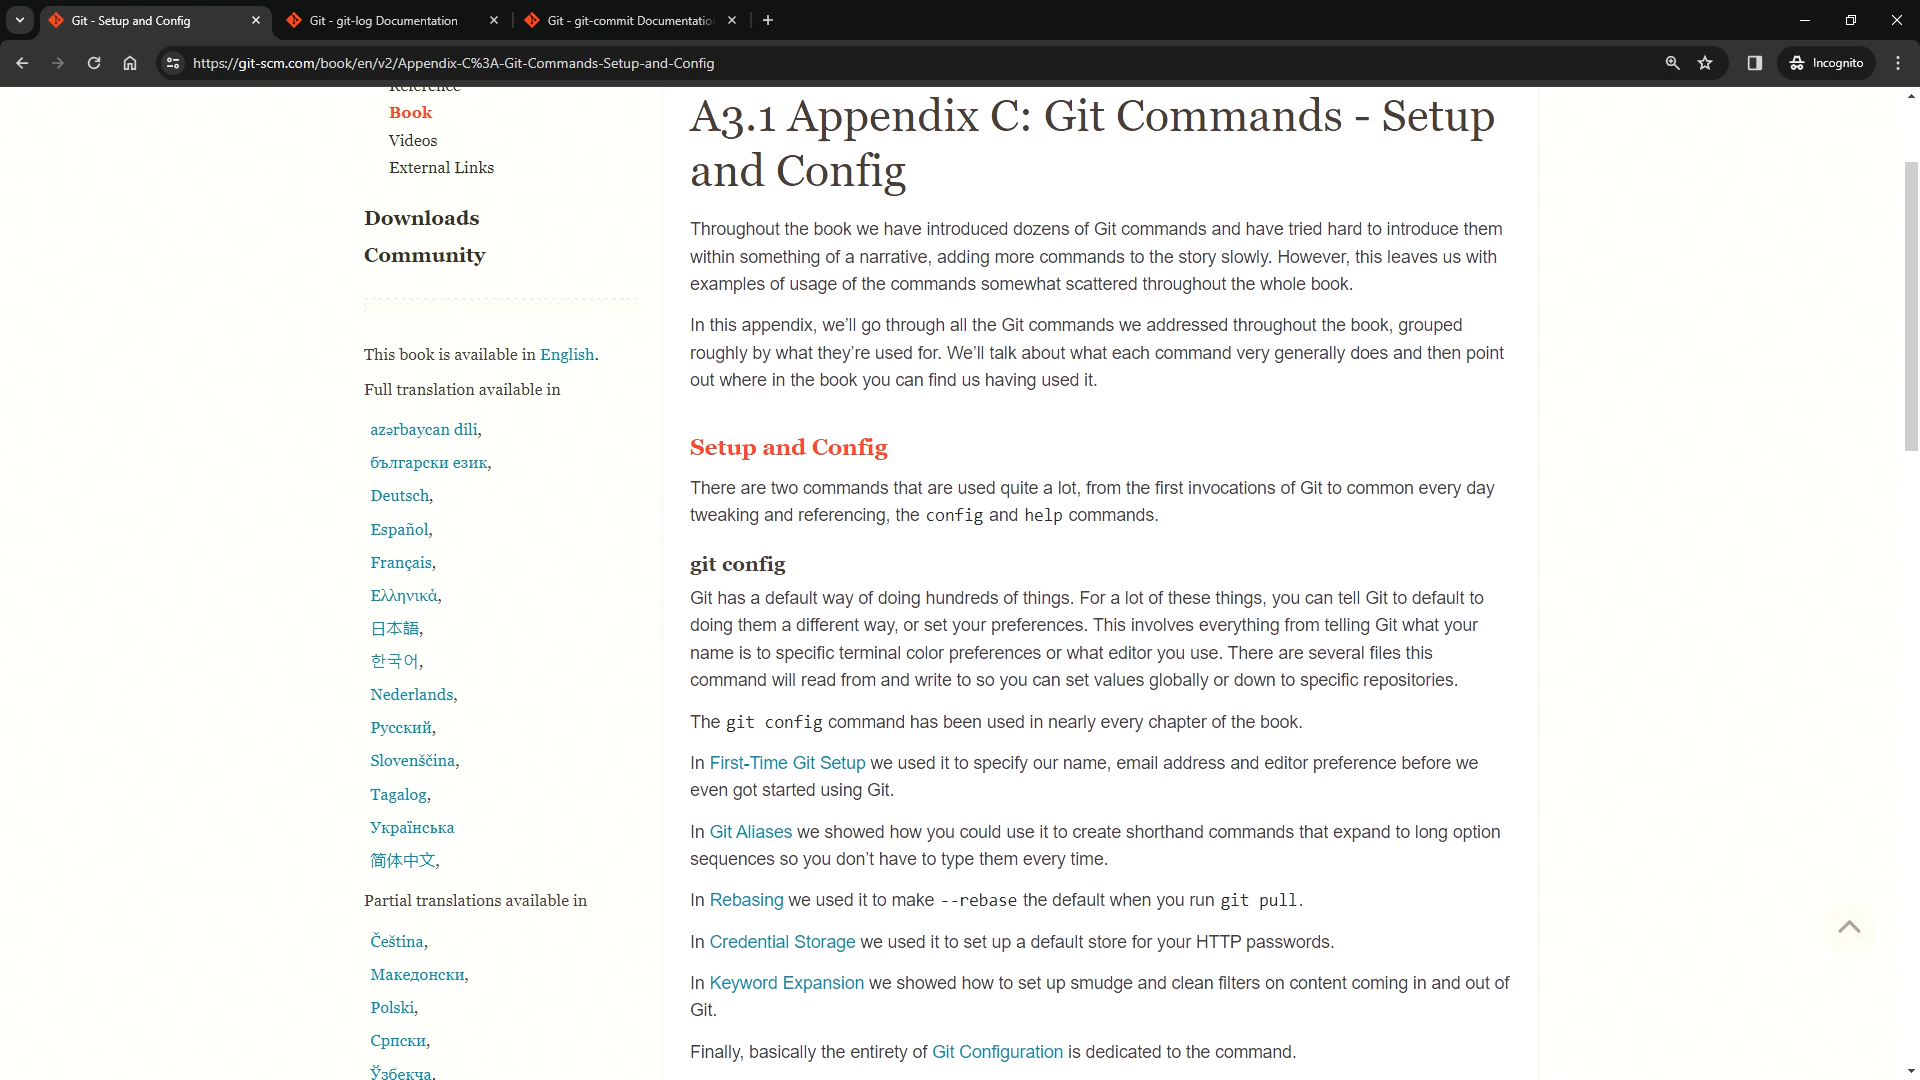 Git - Setup and Config
Git - git-log Documentation
Git - git-commit Documentatio
https://git-scm.com/book/en/v2/Appendix-C%3A-Git-Commands-Setup-and-Config
Incognito
Reference
Book
Videos
External Links
Downloads
Community
This book is available in English.
Full translation available in
azərbaycan dili,
български език,
Deutsch,
Español,
Français,
Ελληνικά,
日本語,
한국어,
Nederlands,
Русский,
Slovenščina,
Tagalog,
Українська
简体中文,
Partial translations available in
Čeština,
Македонски,
Polski,
Српски,
Ўзбекча,
A3.1 Appendix C: Git Commands - Setup
and Config
Throughout the book we have introduced dozens of Git commands and have tried hard to introduce them
within something of a narrative, adding more commands to the story slowly. However, this leaves us with
examples of usage of the commands somewhat scattered throughout the whole book.
In this appendix, we’ll go through all the Git commands we addressed throughout the book, grouped
roughly by what they’re used for. We’ll talk about what each command very generally does and then point
out where in the book you can find us having used it.
Setup and Config
There are two commands that are used quite a lot, from the first invocations of Git to common every day
tweaking and referencing, the config and help commands.
git config
Git has a default way of doing hundreds of things. For a lot of these things, you can tell Git to default to
doing them a different way, or set your preferences. This involves everything from telling Git what your
name is to specific terminal color preferences or what editor you use. There are several files this
command will read from and write to so you can set values globally or down to specific repositories.
The git config command has been used in nearly every chapter of the book.
In First-Time Git Setup we used it to specify our name, email address and editor preference before we
even got started using Git.
In Git Aliases we showed how you could use it to create shorthand commands that expand to long option
sequences so you don’t have to type them every time.
In Rebasing we used it to make --rebase the default when you run git pull.
In Credential Storage we used it to set up a default store for your HTTP passwords.
In Keyword Expansion we showed how to set up smudge and clean filters on content coming in and out of
Git.
Finally, basically the entirety of Git Configuration is dedicated to the command.